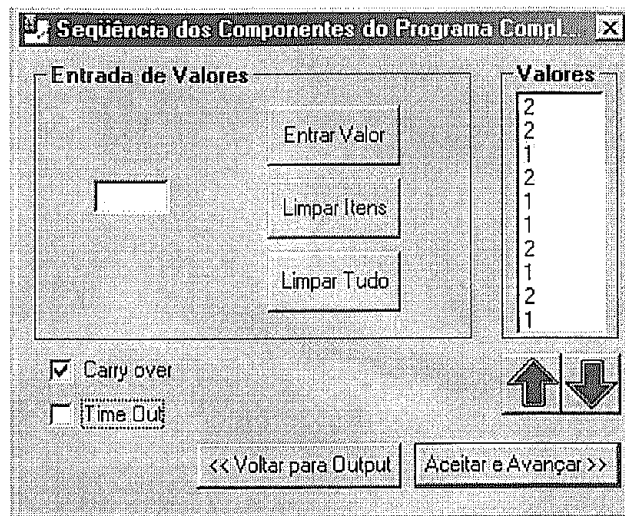 Seqüência dos Componentes do Programa Compl...
Entrada de Valores
Entrar Valor
Limpar Itens
Limpar Tudo
Valores
2
2
1
2
1
1
2
1
2
1
Carry over
Time Out
<< Voltar para Output
Aceitar e Avançar >>